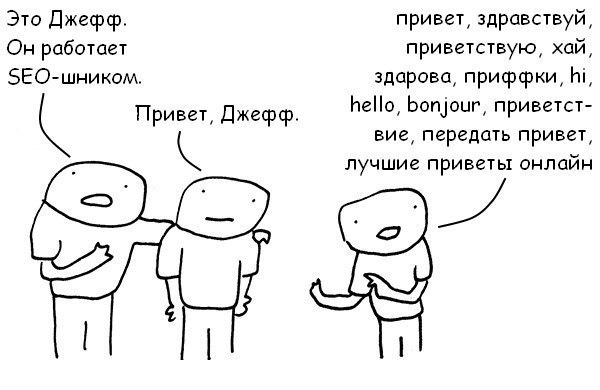 Это Джефф.
Он работает
SEO-шником.
Привет, Джефф.
привет, здравствуй,
приветствую, хай,
здарова, приффки, hi,
hello, bonjour, приветст-
вие, передать привет,
лучшие приветы онлайн